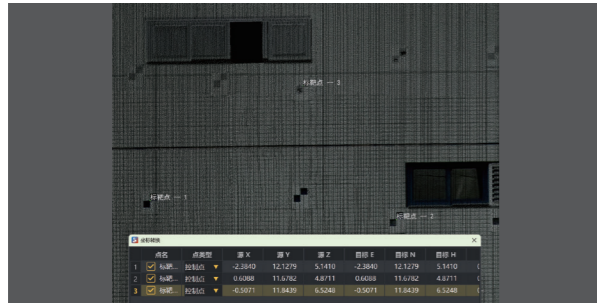 标靶点 — 3
标靶点 — 1
标靶点 — 2
坐标转换
点名 点类型 源 X 源 Y 源 Z 目标 E 目标 N 目标 H
1 标靶... 控制点 -2.3840 12.1279 5.1410 -2.3840 12.1279 5.1410
2 标靶... 控制点 0.6088 11.6782 4.8711 0.6088 11.6782 4.8711
3 标靶... 控制点 -0.5071 11.8439 6.5248 -0.5071 11.8439 6.5248